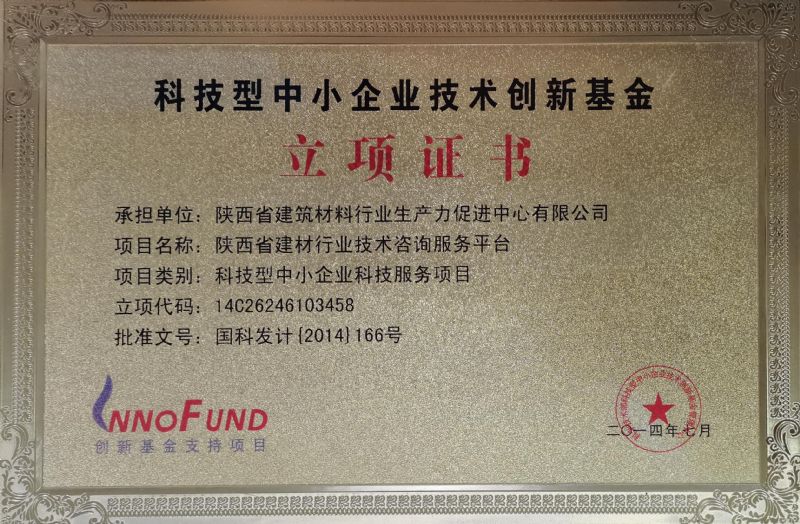 科技型中小企业技术创新基金
立项证书
承担单位：陕西省建筑材料行业生产力促进中心有限公司
项目名称：陕西省建材行业技术咨询服务平台
项目类别：科技型中小企业科技服务项目
立项代码：14C26246103458
批准文号：国科发计{2014}166号
INNOFUND
创新基金支持项目
二〇一四年七月